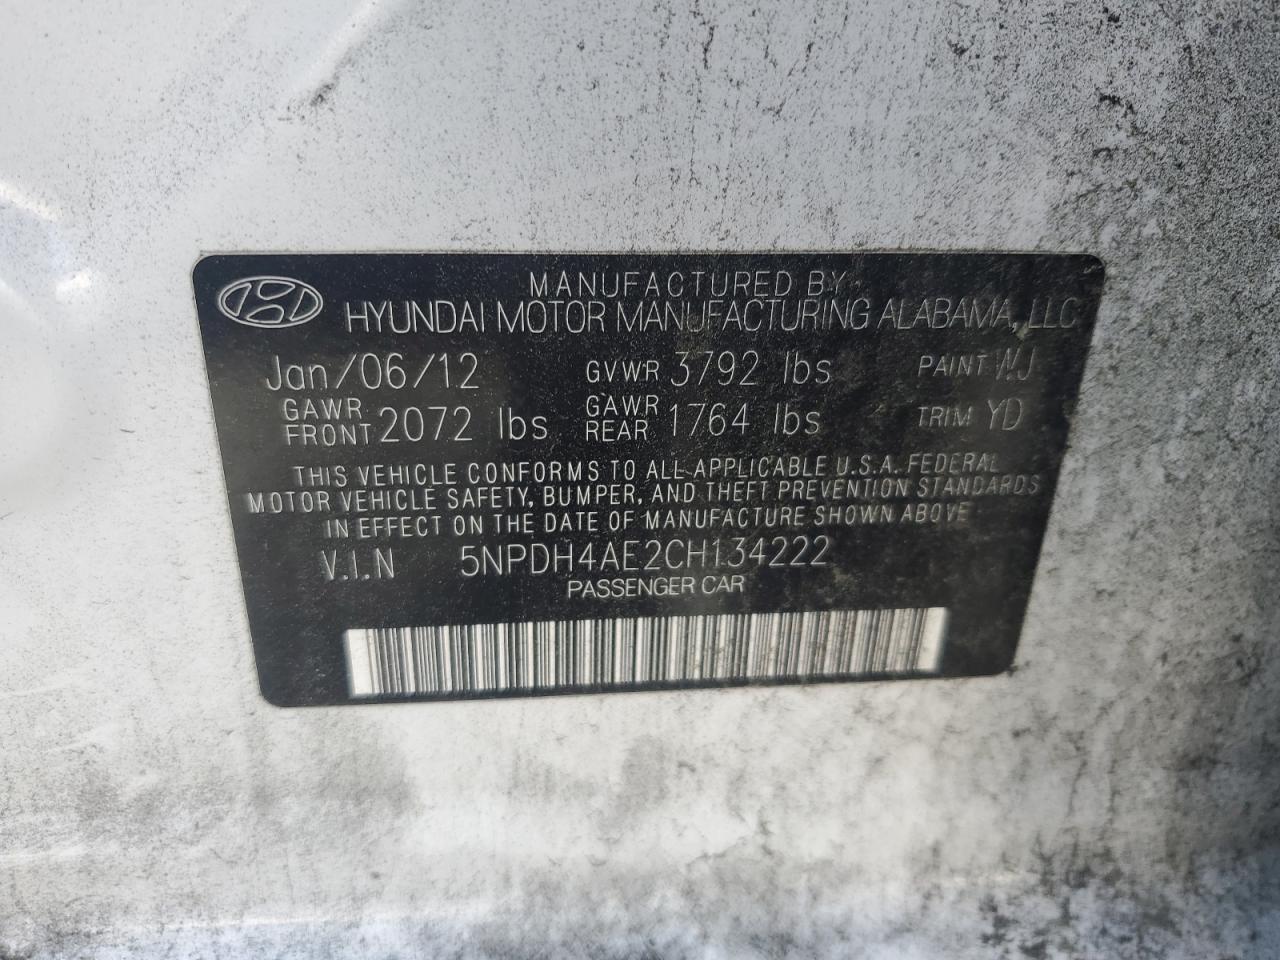 MANUFACTURED BY
HYUNDAI MOTOR MANUFACTURING ALABAMA, LLC
Jan/06/12 GVWR 3792 lbs PAINT WJ
GAWR FRONT 2072 lbs GAWR REAR 1764 lbs TRIM YD
THIS VEHICLE CONFORMS TO ALL APPLICABLE U.S.A. FEDERAL
MOTOR VEHICLE SAFETY, BUMPER, AND THEFT PREVENTION STANDARDS
IN EFFECT ON THE DATE OF MANUFACTURE SHOWN ABOVE
V.I.N 5NPDH4AE2CH134222
PASSENGER CAR